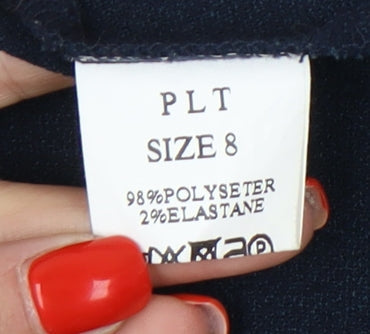 PLT
SIZE 8
98%POLYSETER
2%ELASTANE